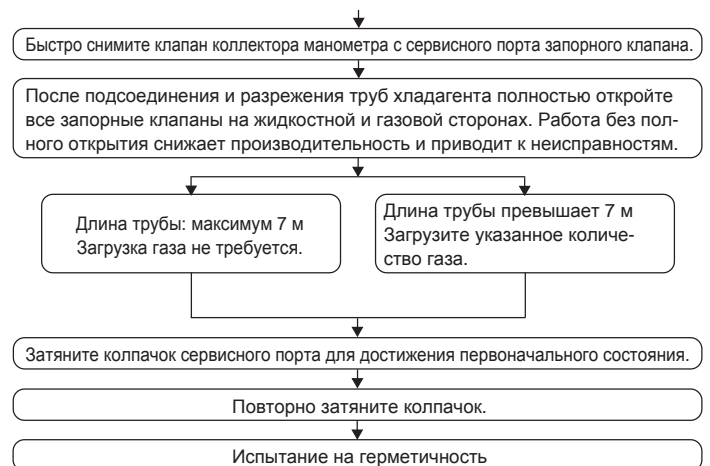 Быстро снимите клапан коллектора манометра с сервисного порта запорного клапана.
После подсоединения и разрежения труб хладагента полностью откройте
все запорные клапаны на жидкостной и газовой сторонах. Работа без пол-
ного открытия снижает производительность и приводит к неисправностям.
Длина трубы: максимум 7 м
Загрузка газа не требуется.
Длина трубы превышает 7 м
Загрузите указанное количе-
ство газа.
Затяните колпачок сервисного порта для достижения первоначального состояния.
Повторно затяните колпачок.
Испытание на герметичность